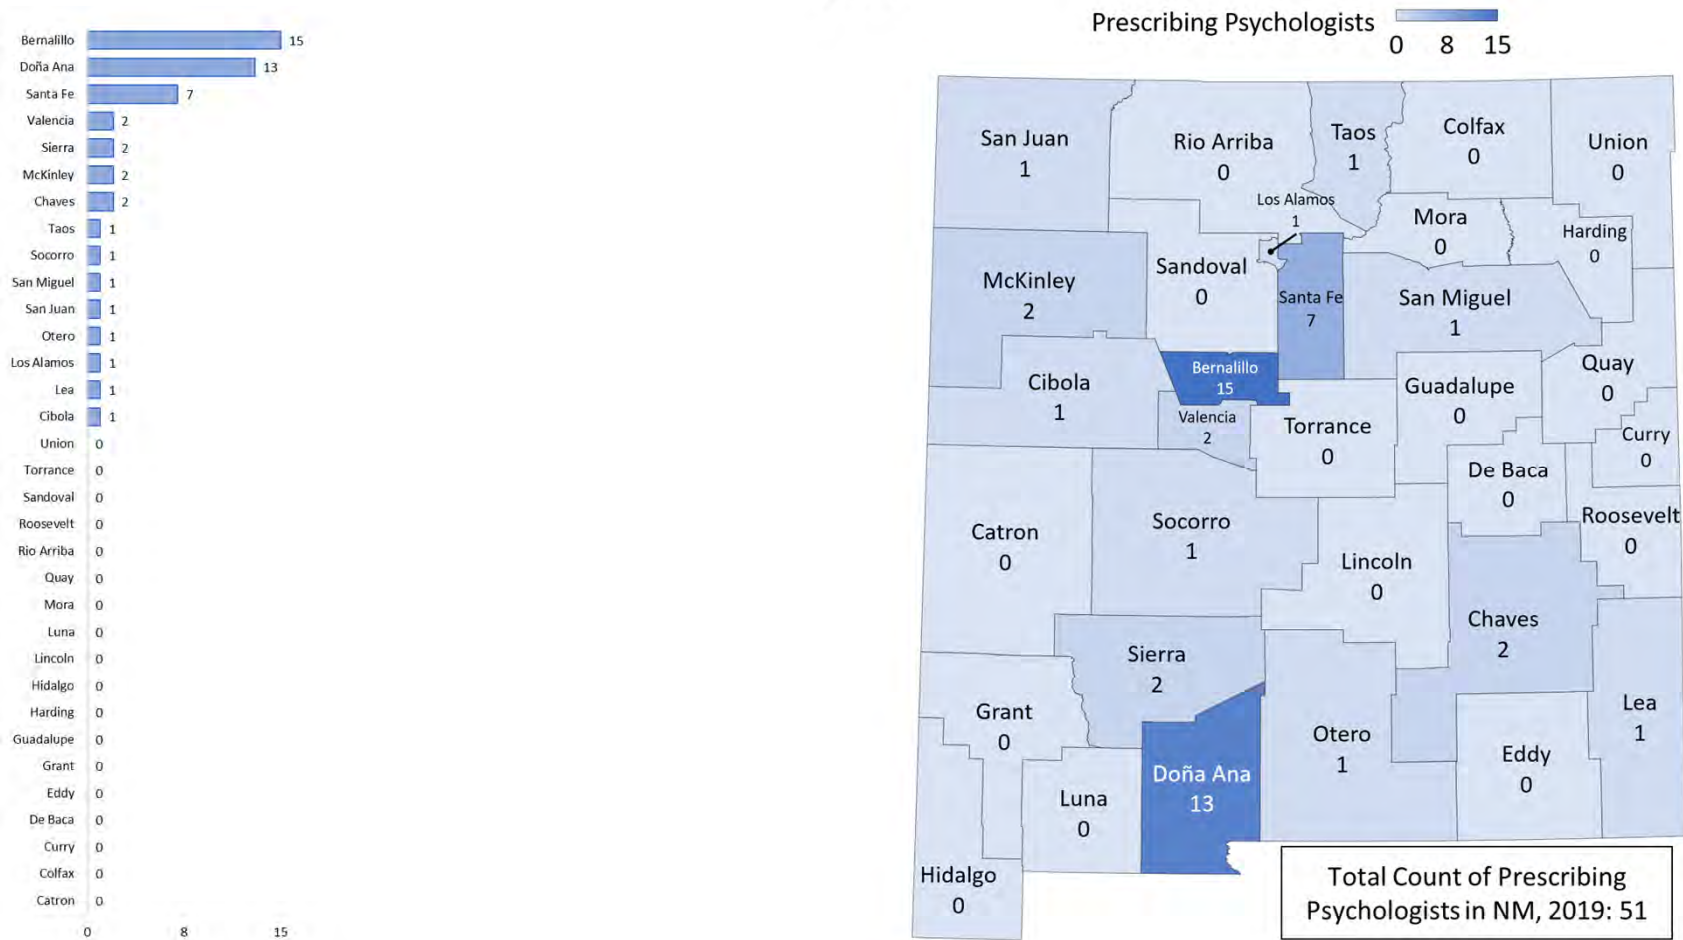 Bernalillo 15
Doña Ana 13
Santa Fe 7
Valencia 2
Sierra 2
McKinley 2
Chaves 2
Taos 1
Socorro 1
San Miguel 1
San Juan 1
Otero 1
Los Alamos 1
Lea 1
Cibola 1
Union 0
Torrance 0
Sandoval 0
Roosevelt 0
Rio Arriba 0
Quay 0
Mora 0
Luna 0
Lincoln 0
Hidalgo 0
Harding 0
Guadalupe 0
Grant 0
Eddy 0
De Baca 0
Curry 0
Colfax 0
Catron 0
0 8 15
Prescribing Psychologists
0 8 15
San Juan
1
Rio Arriba
0
Taos
1
Colfax
0
Union
0
Los Alamos
1
Mora
0
Harding
0
McKinley
2
Sandoval
0
Santa Fe
7
San Miguel
1
Bernalillo
15
Cibola
1
Valencia
2
Torrance
0
Guadalupe
0
Quay
0
Curry
0
De Baca
0
Roosevelt
0
Catron
0
Socorro
1
Lincoln
0
Chaves
2
Sierra
2
Grant
0
Otero
1
Lea
1
Eddy
0
Doña Ana
13
Luna
0
Hidalgo
0
Total Count of Prescribing
Psychologists in NM, 2019: 51